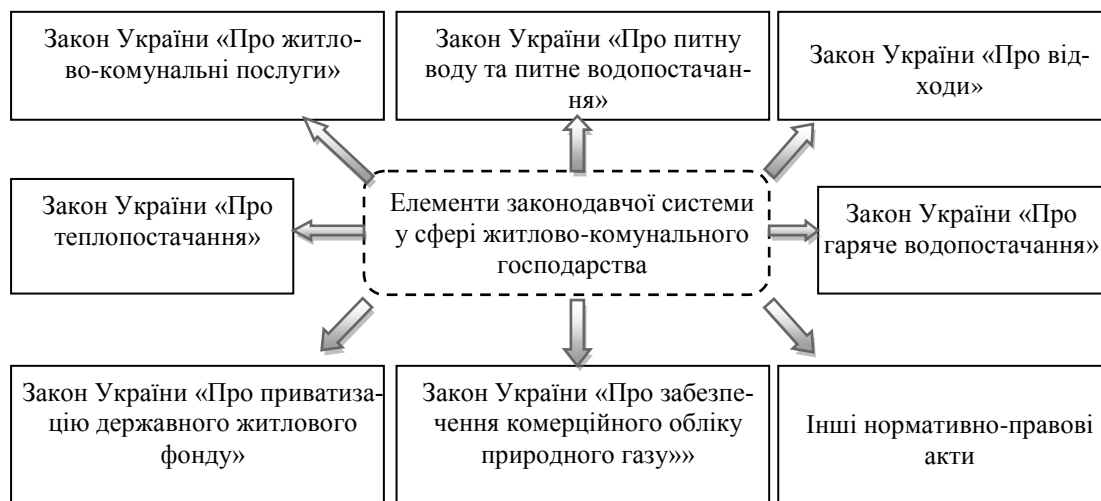 Закон України «Про житло-
во-комунальні послуги»
Закон України «Про питну
воду та питне водопостачан-
ня»
Закон України «Про від-
ходи»
Закон України «Про
теплопостачання»
Елементи законодавчої системи
у сфері житлово-комунального
господарства
Закон України «Про
гаряче водопостачання»
Закон України «Про приватиза-
цію державного житлового
фонду»
Закон України «Про забезпе-
чення комерційного обліку
природного газу»»
Інші нормативно-правові
акти